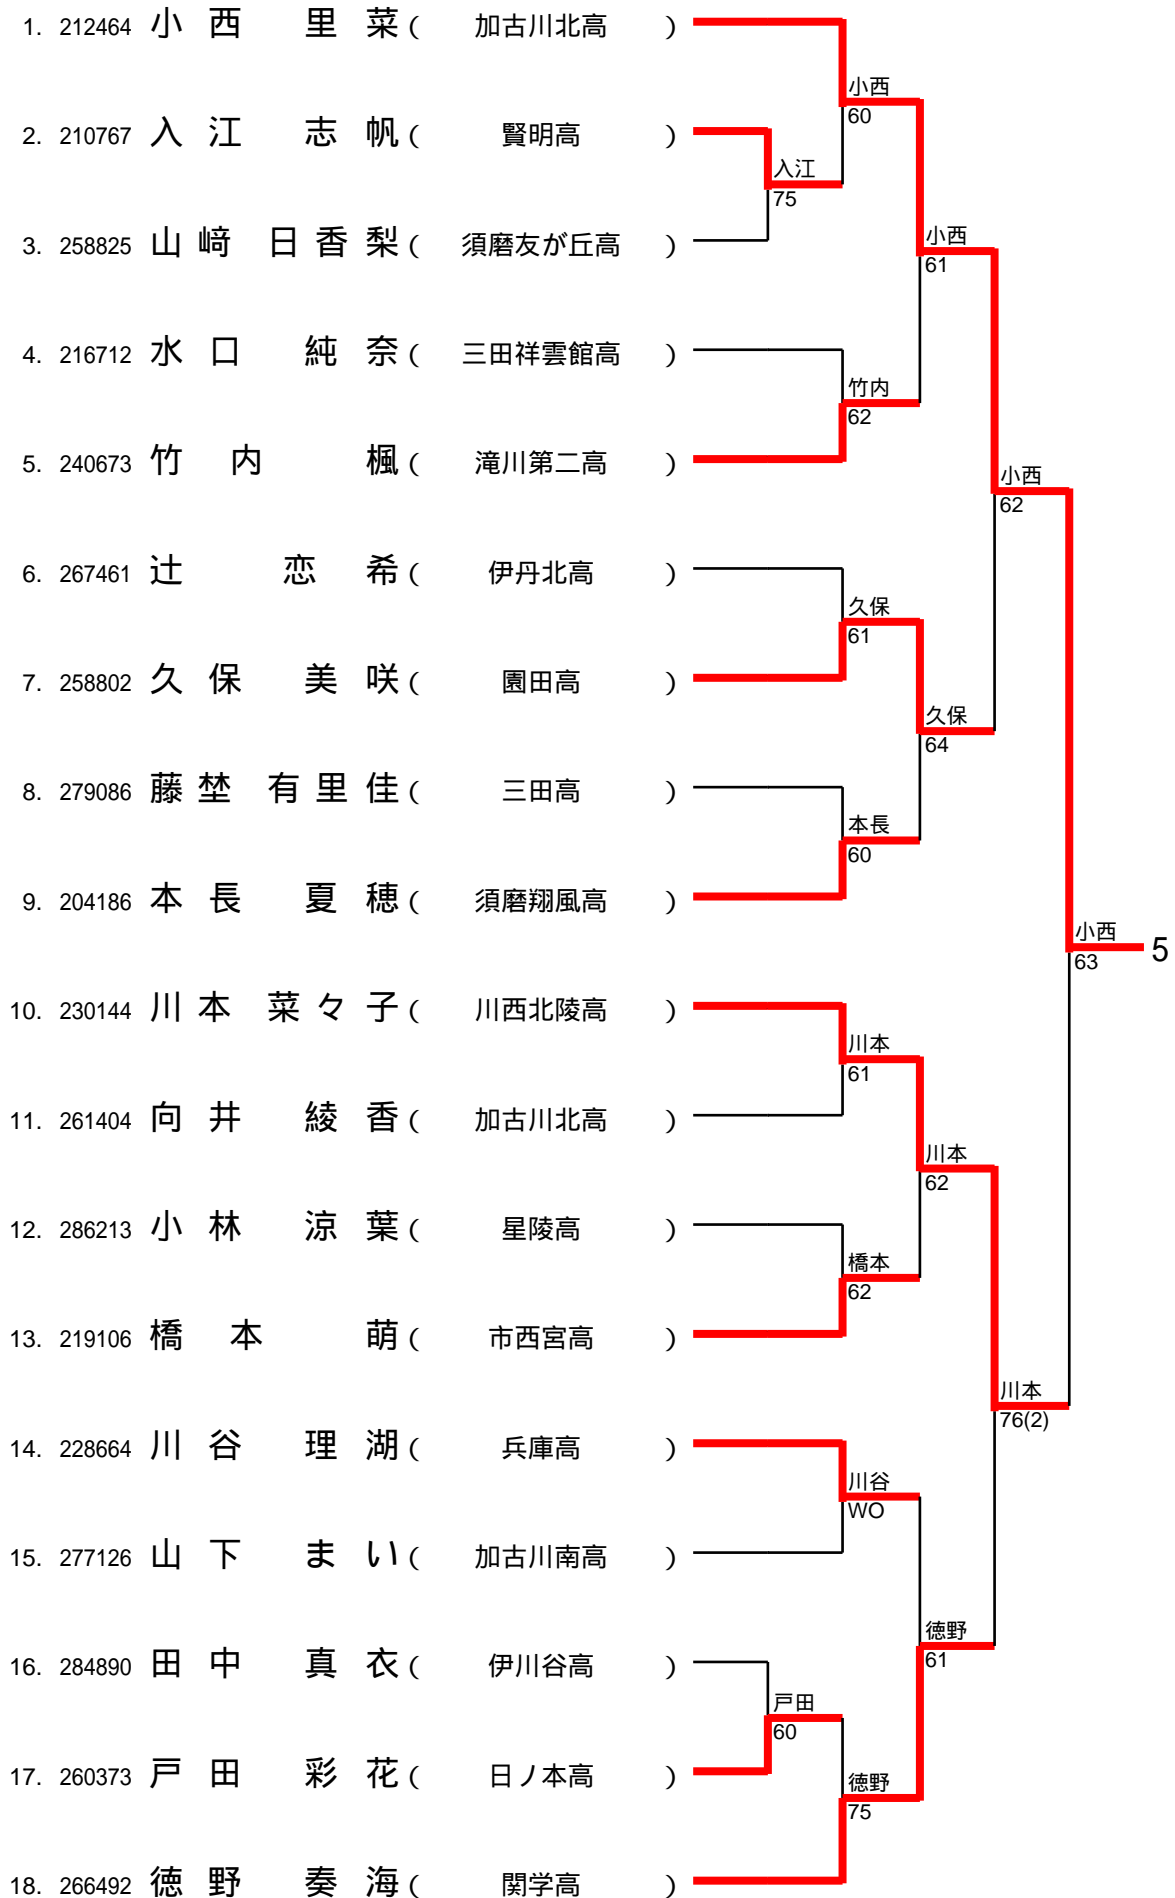 1. 212464 小西 里菜 ( 加古川北高 )
小西
60
2. 210767 入江 志帆 ( 賢明高 )
入江
75
3. 258825 山﨑 日香梨 ( 須磨友が丘高 )
小西
61
4. 216712 水口 純奈 ( 三田祥雲館高 )
竹内
62
5. 240673 竹内 楓 ( 滝川第二高 )
小西
62
6. 267461 辻 恋希 ( 伊丹北高 )
久保
61
7. 258802 久保 美咲 ( 園田高 )
久保
64
8. 279086 藤埜 有里佳 ( 三田高 )
本長
60
9. 204186 本長 夏穂 ( 須磨翔風高 )
小西
63
5
10. 230144 川本 菜々子 ( 川西北陵高 )
川本
61
11. 261404 向井 綾香 ( 加古川北高 )
川本
62
12. 286213 小林 涼葉 ( 星陵高 )
橋本
62
13. 219106 橋本 萌 ( 市西宮高 )
川本
76(2)
14. 228664 川谷 理湖 ( 兵庫高 )
川谷
WO
15. 277126 山下 まい ( 加古川南高 )
徳野
61
16. 284890 田中 真衣 ( 伊川谷高 )
戸田
60
17. 260373 戸田 彩花 ( 日ノ本高 )
徳野
75
18. 266492 徳野 奏海 ( 関学高 )